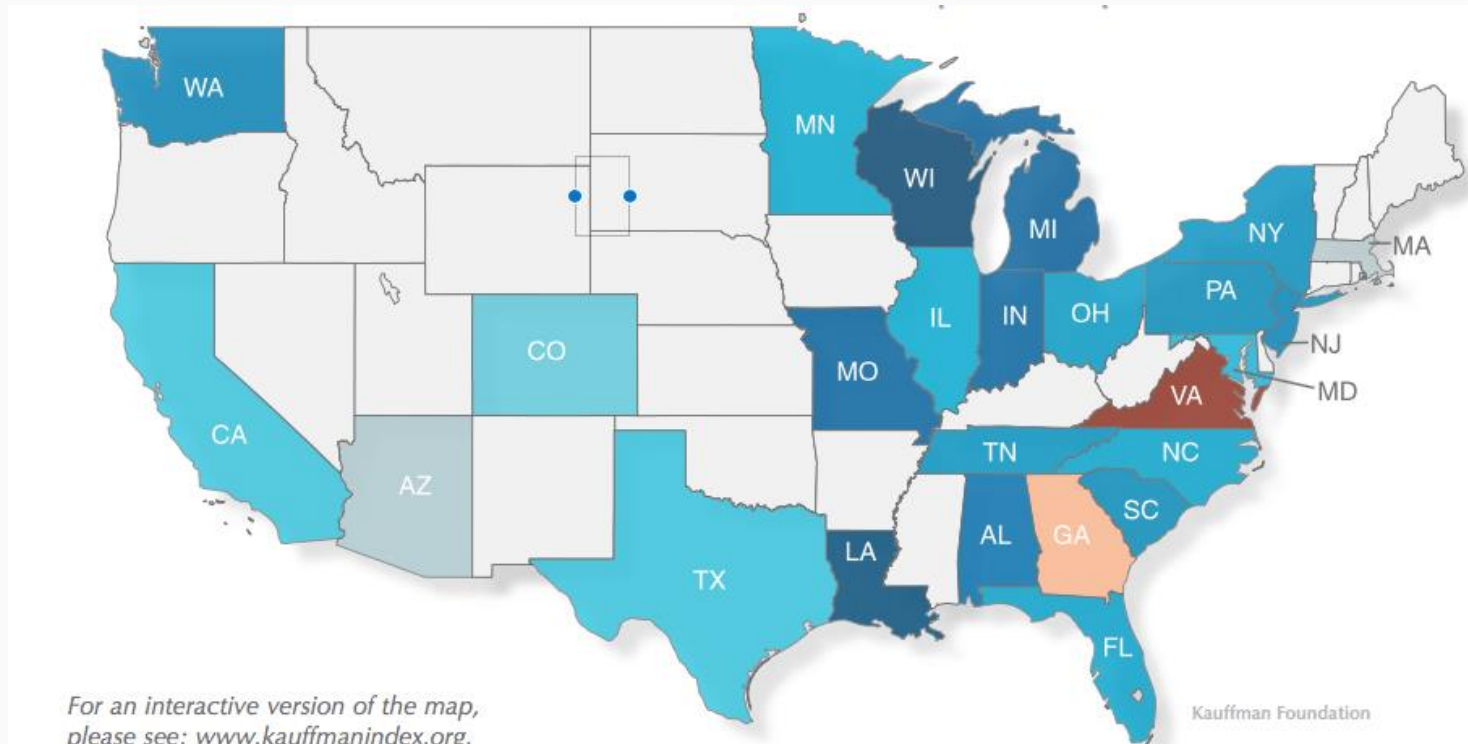 WA
MN
WI
MI
NY
MA
PA
NJ
MD
OH
IN
IL
CO
MO
VA
CA
AZ
TN
NC
SC
AL
GA
LA
TX
FL
For an interactive version of the map,
please see: www.kauffmanindex.org.
Kauffman Foundation